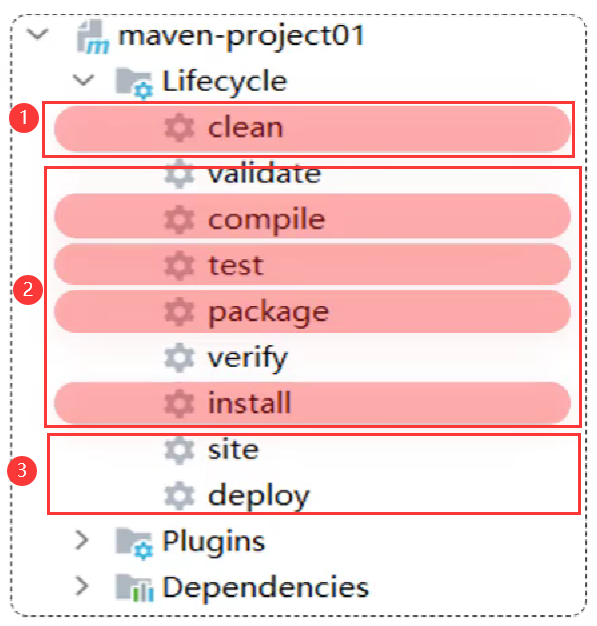 maven-project01
Lifecycle
1 clean
validate
compile
test
2 package
verify
install
site
3 deploy
Plugins
Dependencies